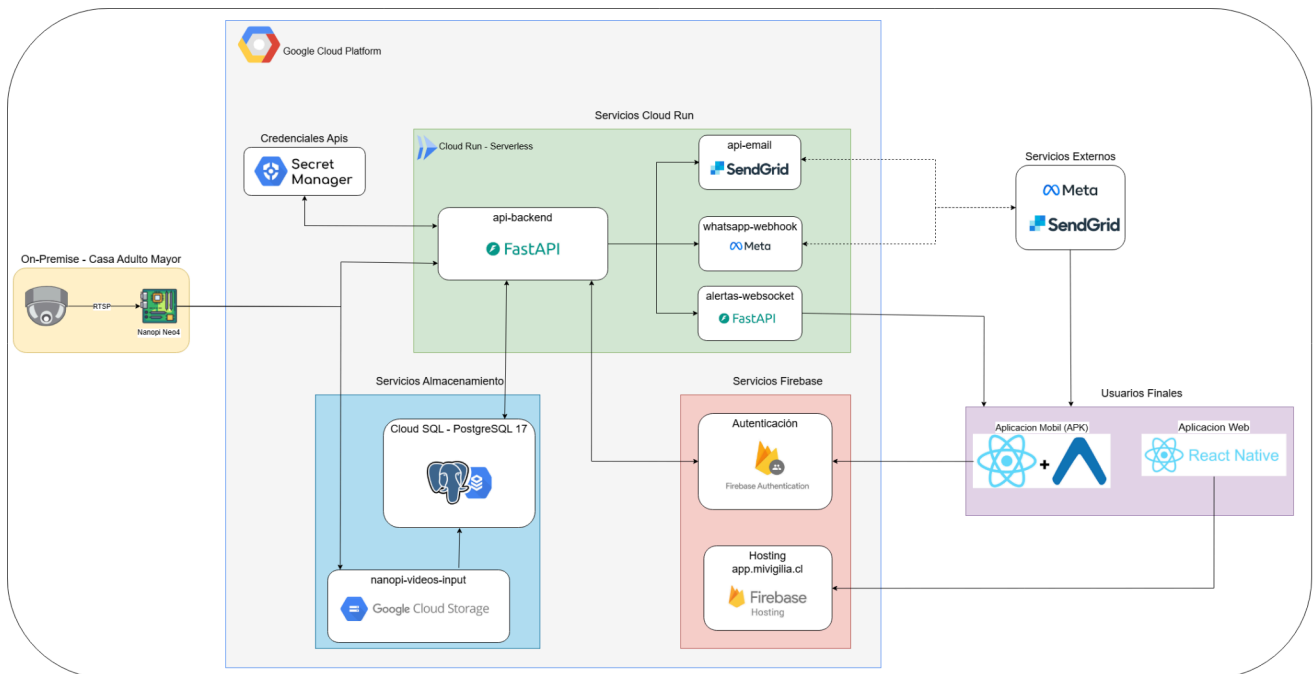 Google Cloud Platform
Servicios Cloud Run
Cloud Run - Serverless
Credenciales Apis
Secret
Manager
api-backend
FastAPI
api-email
SendGrid
whatsapp-webhook
Meta
alertas-websocket
FastAPI
Servicios Externos
Meta
SendGrid
On-Premise - Casa Adulto Mayor
RTSP
Nanopi Neo4
Servicios Almacenamiento
Cloud SQL - PostgreSQL 17
nanopi-videos-input
Google Cloud Storage
Servicios Firebase
Autenticación
Firebase Authentication
Hosting
app.mivigilia.cl
Firebase
Hosting
Usuarios Finales
Aplicacion Mobil (APK)
+
Aplicacion Web
React Native